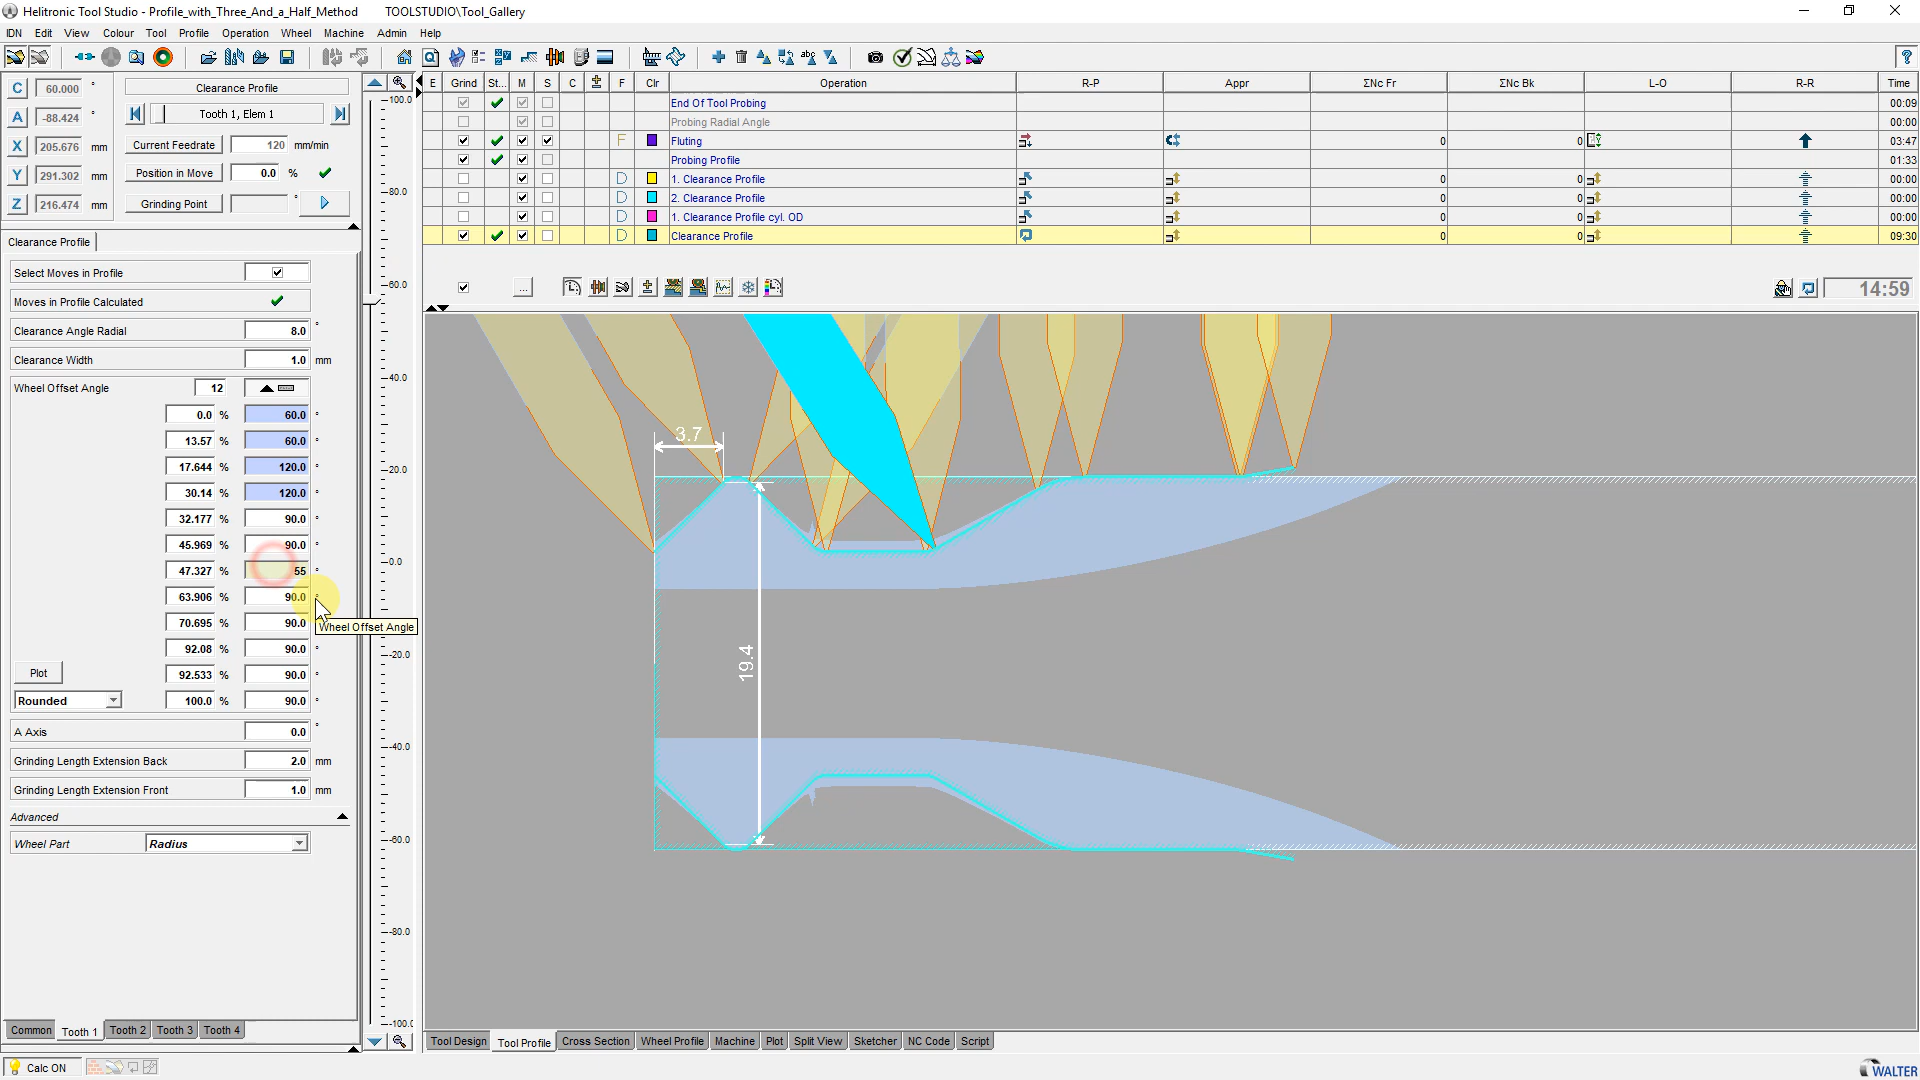 Helitronic Tool Studio - Profile_with_Three_And_a_Half_Method TOOLSTUDIO\Tool_Gallery
IDN Edit View Colour Tool Profile Operation Wheel Machine Admin Help
C 60.000 °
A -88.424 °
X 205.676 mm
Y 291.302 mm
Z 216.474 mm
Clearance Profile
Tooth 1, Elem 1
Current Feedrate 120 mm/min
Position in Move 0.0 %
Grinding Point °
Clearance Profile
Select Moves in Profile
Moves in Profile Calculated
Clearance Angle Radial 8.0 °
Clearance Width 1.0 mm
Wheel Offset Angle 12
0.0 % 60.0 °
13.57 % 60.0 °
17.644 % 120.0 °
30.14 % 120.0 °
32.177 % 90.0 °
45.969 % 90.0 °
47.327 % 55 °
63.906 % 90.0 °
70.695 % 90.0
Wheel Offset Angle
92.08 % 90.0 °
Plot 92.533 % 90.0 °
Rounded 100.0 % 90.0 °
A Axis 0.0 °
Grinding Length Extension Back 2.0 mm
Grinding Length Extension Front 1.0 mm
Advanced
Wheel Part Radius
Common Tooth 1 Tooth 2 Tooth 3 Tooth 4
Calc ON
100.0
80.0
60.0
40.0
20.0
0.0
-20.0
-40.0
-60.0
-80.0
-100.0
E Grind St... M S C ± F Clr Operation R-P Appr ΣNc Fr ΣNc Bk L-O R-R Time
End Of Tool Probing 00:09
Probing Radial Angle 00:00
F Fluting 0 0 03:47
Probing Profile 01:33
D 1. Clearance Profile 0 0 00:00
D 2. Clearance Profile 0 0 00:00
D 1. Clearance Profile cyl. OD 0 0 00:00
D Clearance Profile 0 0 09:30
... 14:59
3.7
19.4
Tool Design Tool Profile Cross Section Wheel Profile Machine Plot Split View Sketcher NC Code Script
WALTER